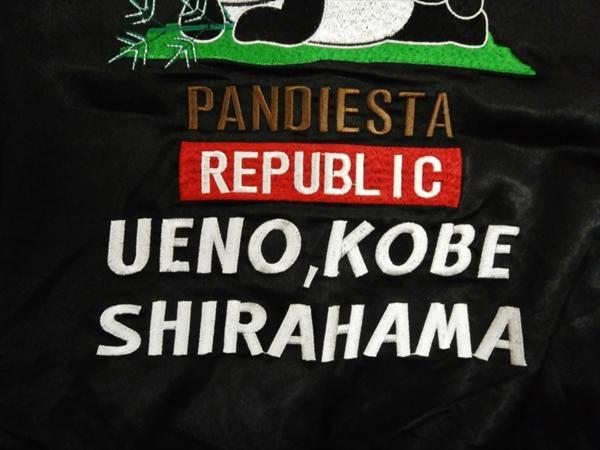 PANDIESTA
REPUBLIC
UENO,KOBE
SHIRAHAMA